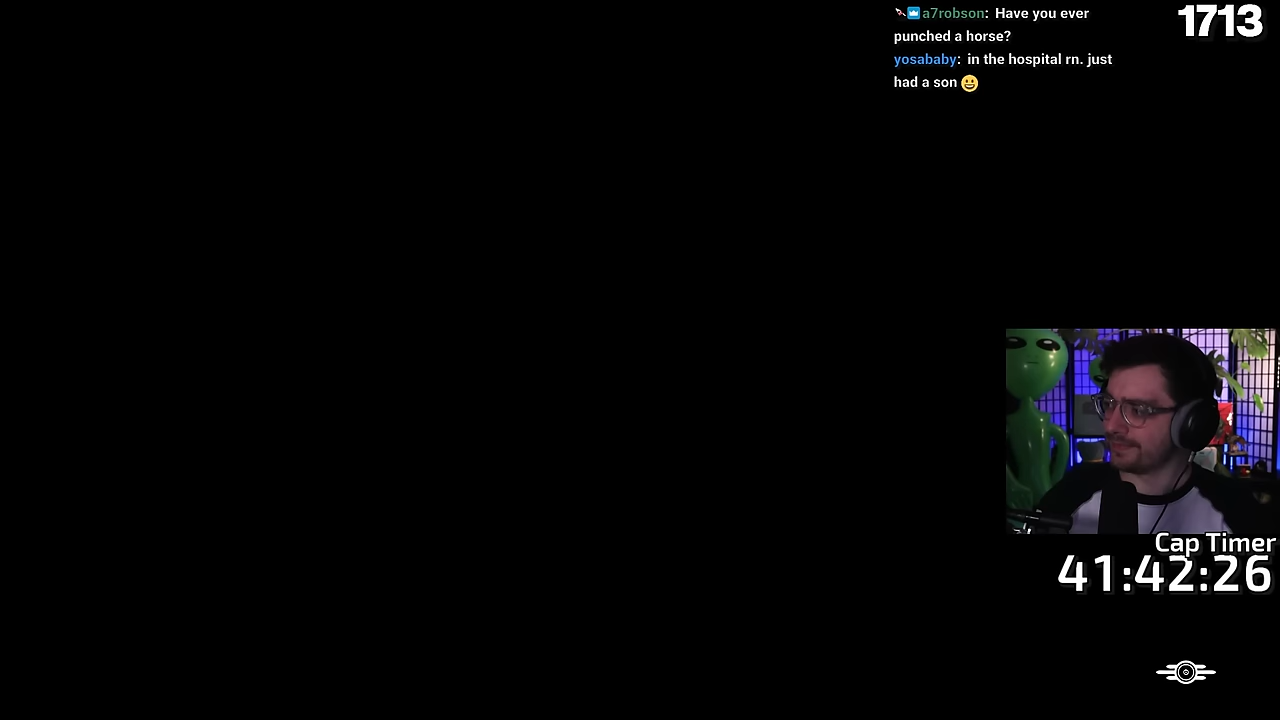 a7robson: Have you ever
punched a horse?
yosababy: in the hospital rn. just
had a son 😀
1713
Cap Timer
41:42:26